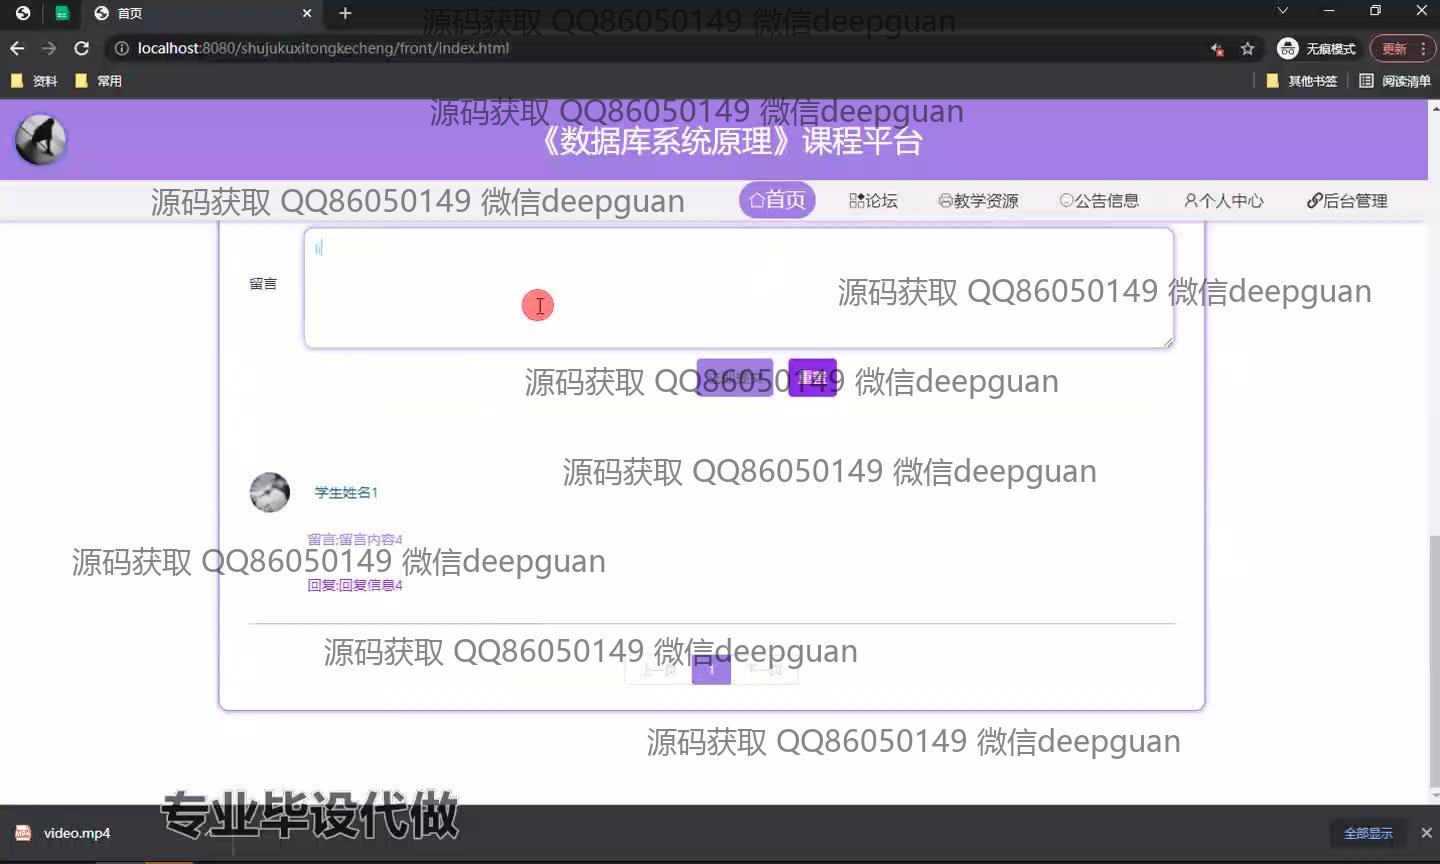 首页
源码获取 QQ86050149 微信deepguan
localhost:8080/shujukuxitongkecheng/front/index.html
无痕模式
更新
资料
常用
其他书签
阅读清单
源码获取 QQ86050149 微信deepguan
《数据库系统原理》课程平台
源码获取 QQ86050149 微信deepguan
首页
论坛
教学资源
公告信息
个人中心
后台管理
留言
源码获取 QQ86050149 微信deepguan
重置
源码获取 QQ86050149 微信deepguan
源码获取 QQ86050149 微信deepguan
学生姓名1
留言:留言内容4
源码获取 QQ86050149 微信deepguan
回复:回复信息4
源码获取 QQ86050149 微信deepguan
上一页
1
下一页
源码获取 QQ86050149 微信deepguan
专业毕设代做
video.mp4
全部显示